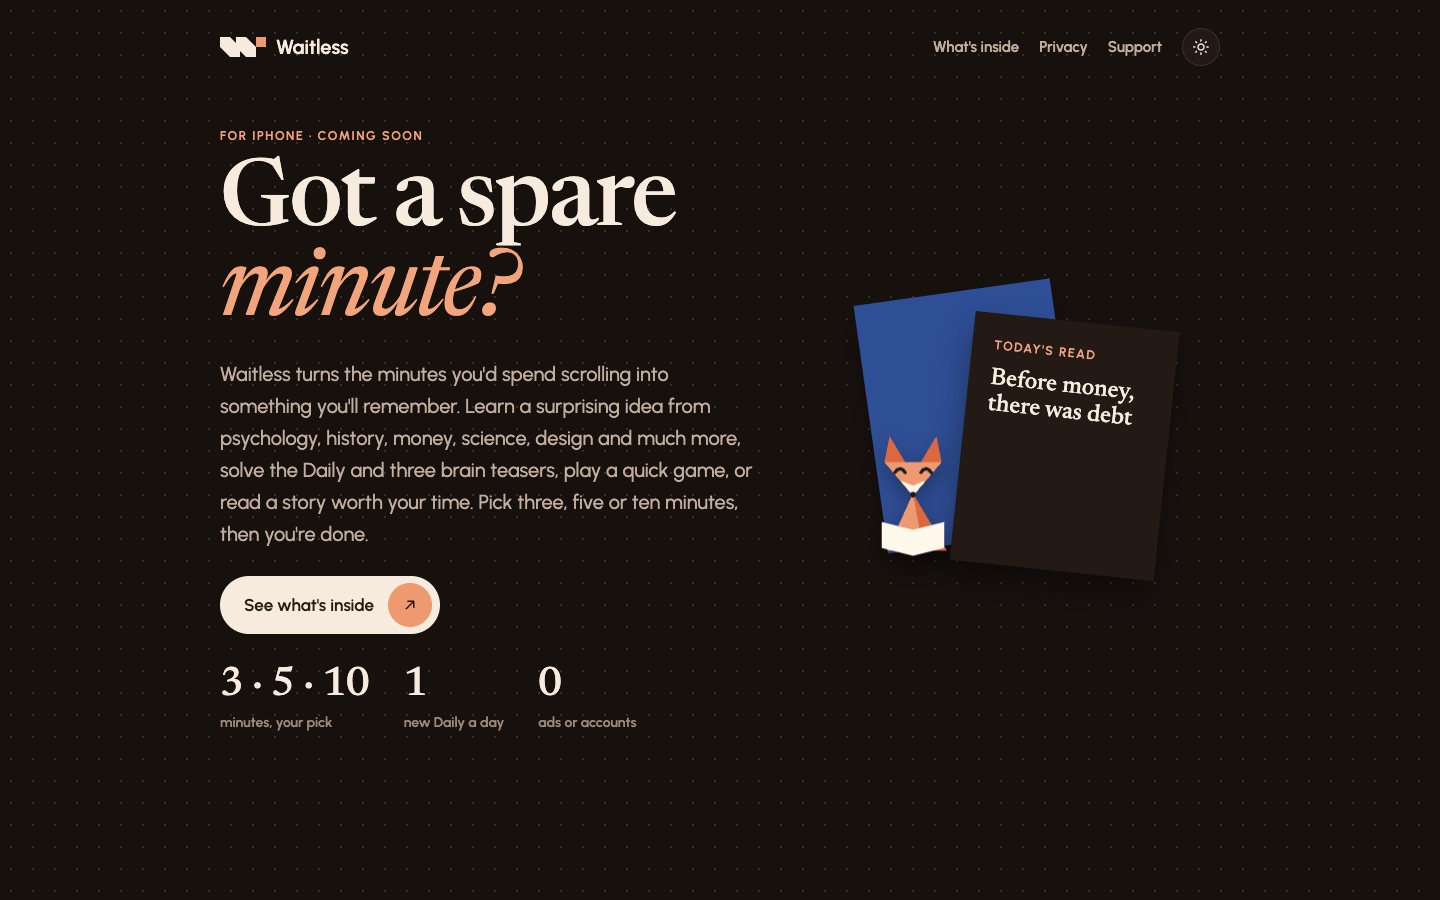 Waitless
What's inside
Privacy
Support
FOR IPHONE · COMING SOON
Got a spare
minute?
Waitless turns the minutes you'd spend scrolling into
something you'll remember. Learn a surprising idea from
psychology, history, money, science, design and much more,
solve the Daily and three brain teasers, play a quick game, or
read a story worth your time. Pick three, five or ten minutes,
then you're done.
See what's inside
3 · 5 · 10
minutes, your pick
1
new Daily a day
0
ads or accounts
TODAY'S READ
Before money,
there was debt